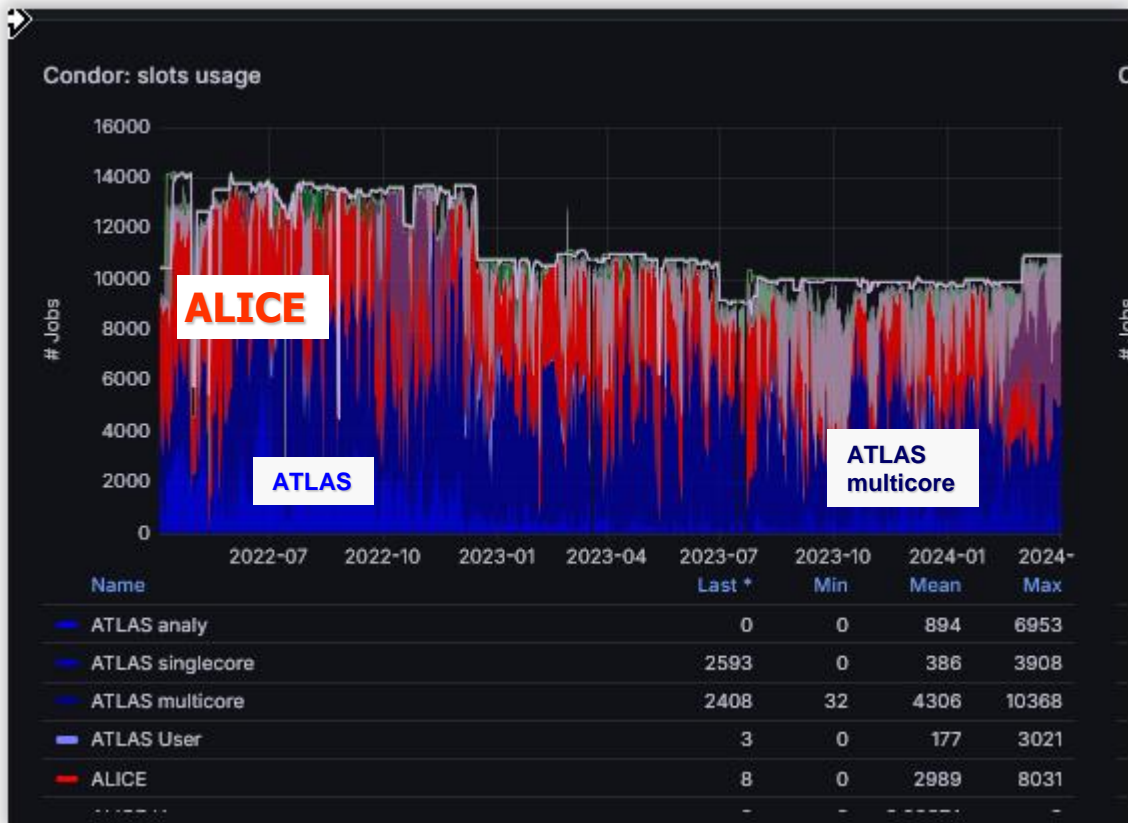 Condor: slots usage
C
16000
14000
12000
10000
8000
6000
4000
2000
0
# Jobs
# Jobs
ALICE
ATLAS
ATLAS
multicore
2022-07 2022-10 2023-01 2023-04 2023-07 2023-10 2024-01 2024-
Name Last * Min Mean Max
ATLAS analy 0 0 894 6953
ATLAS singlecore 2593 0 386 3908
ATLAS multicore 2408 32 4306 10368
ATLAS User 3 0 177 3021
ALICE 8 0 2989 8031